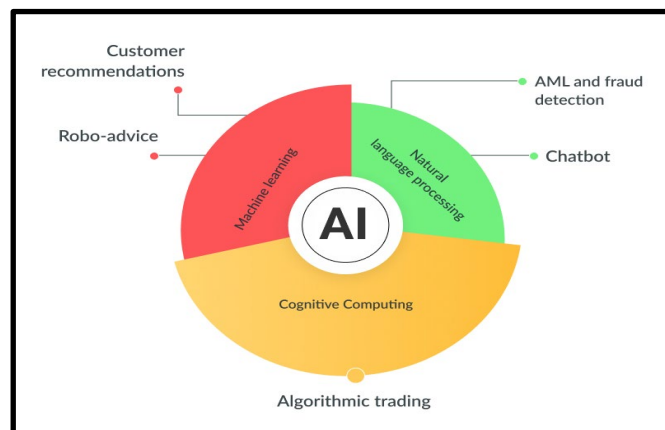 Customer
recommendations
Robo-advice
Machine learning
AML and fraud
detection
Chatbot
Natural
language processing
AI
Cognitive Computing
Algorithmic trading